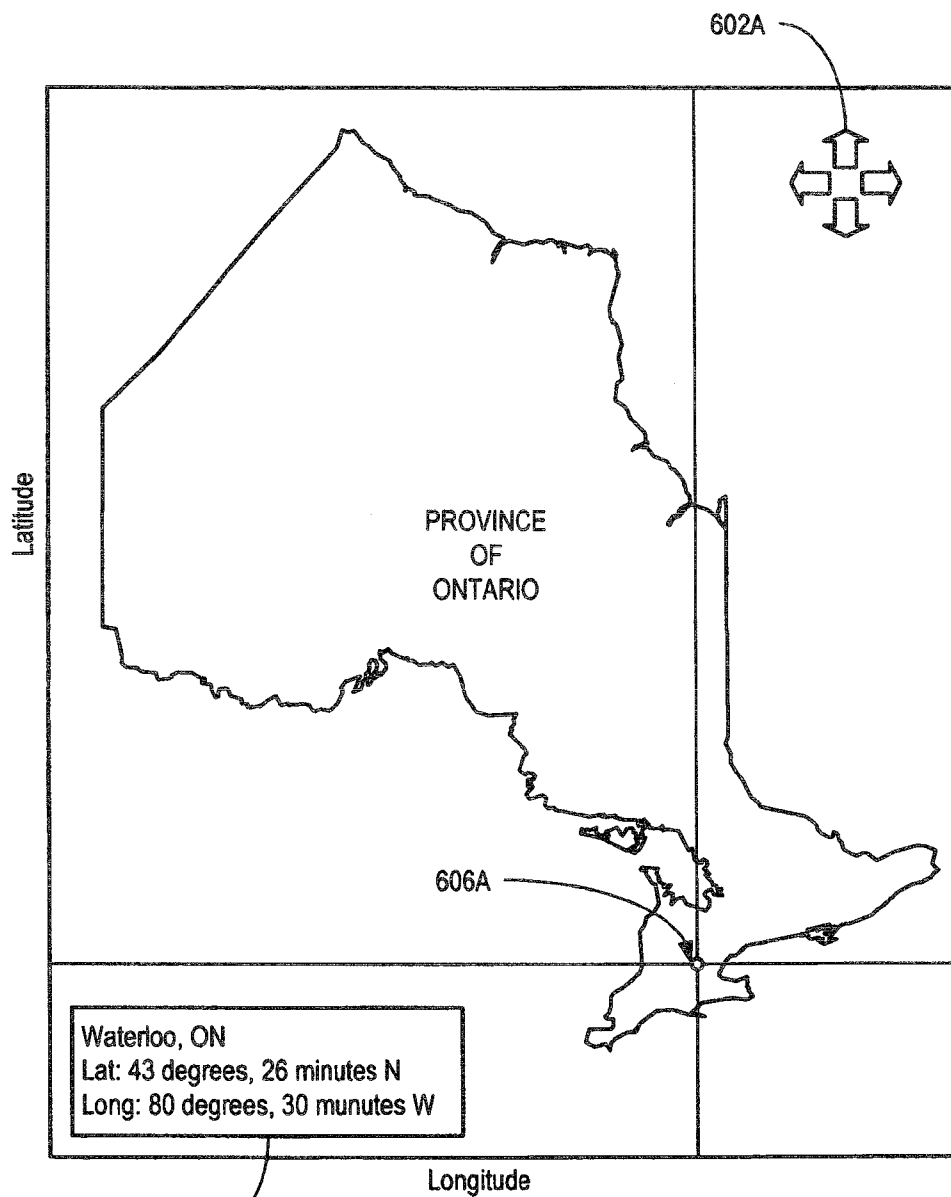 602A
Latitude
PROVINCE
OF
ONTARIO
606A
Waterloo, ON
Lat: 43 degrees, 26 minutes N
Long: 80 degrees, 30 munutes W
Longitude